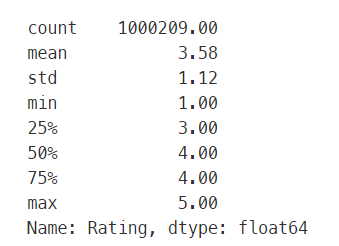 count    1000209.00
mean           3.58
std            1.12
min            1.00
25%            3.00
50%            4.00
75%            4.00
max            5.00
Name: Rating, dtype: float64